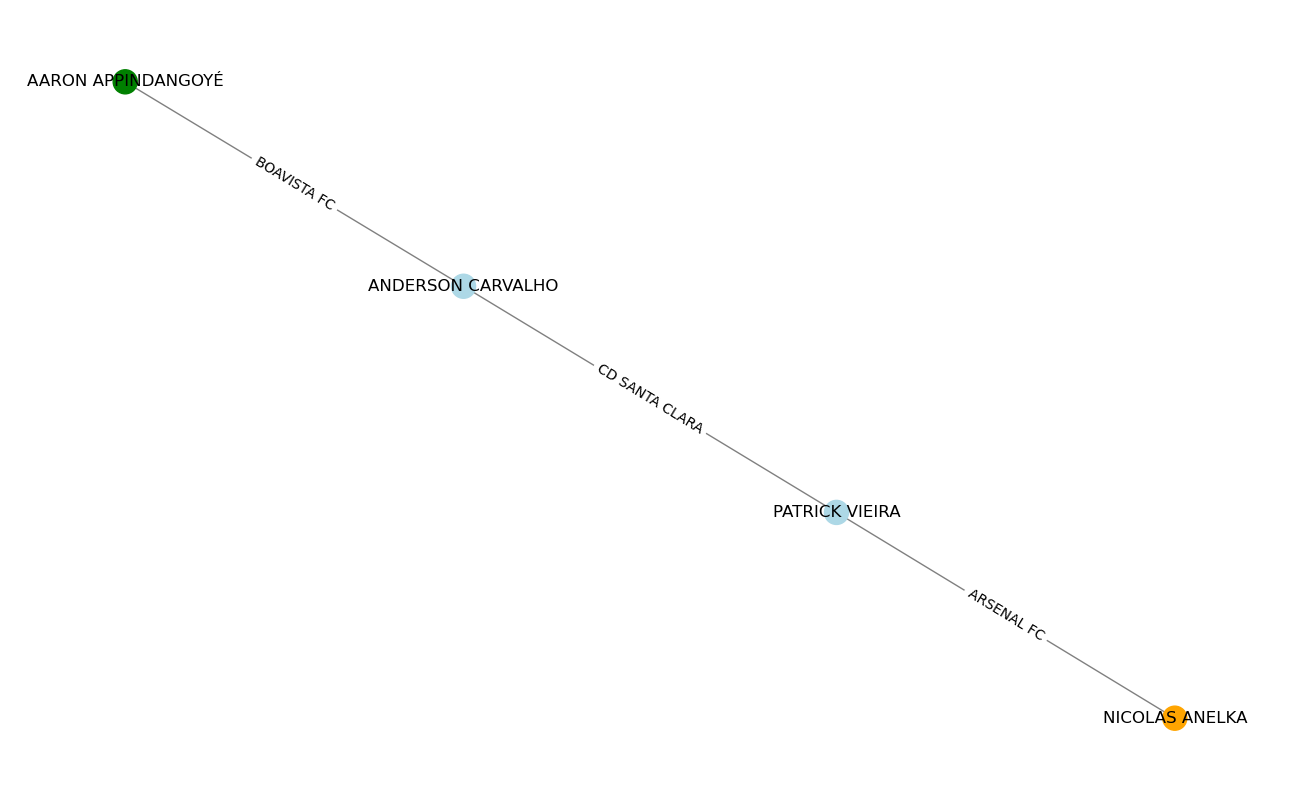 AARON APPINDANGOYÉ
BOAVISTA FC
ANDERSON CARVALHO
CD SANTA CLARA
PATRICK VIEIRA
ARSENAL FC
NICOLAS ANELKA